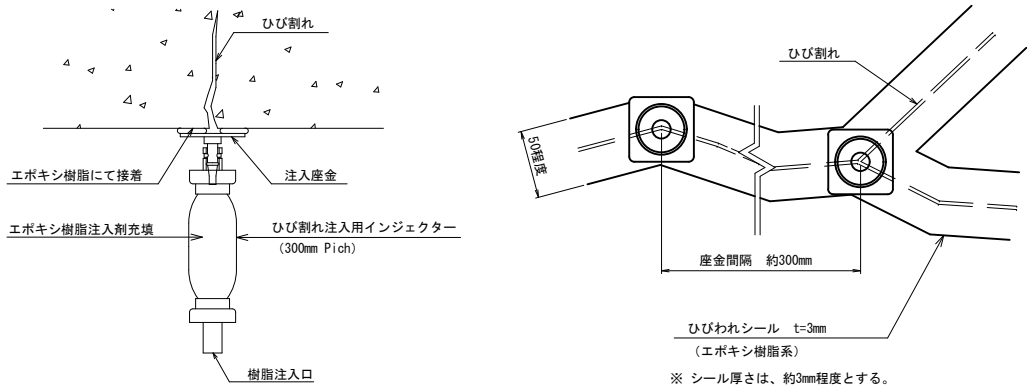 ひび割れ
エポキシ樹脂にて接着
注入座金
エポキシ樹脂注入剤充填
ひび割れ注入用インジェクター
(300mm Pich)
樹脂注入口
ひび割れ
50程度
座金間隔 約300mm
ひびわれシール t=3mm
(エポキシ樹脂系)
※ シール厚さは、約3mm程度とする。